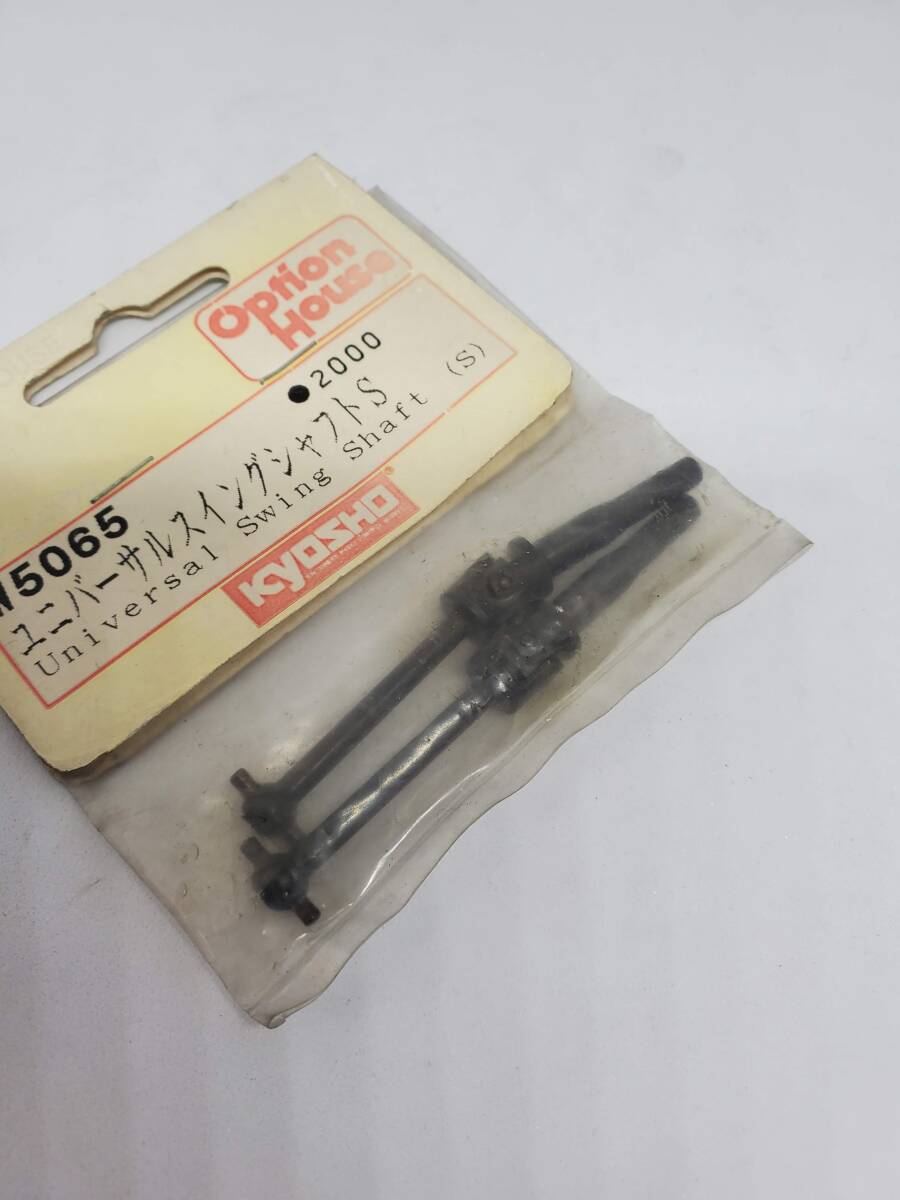 Option
House
●2000
W5065
ユニバーサルスイングシャフトS
Universal Swing Shaft (S)
KYOSHO